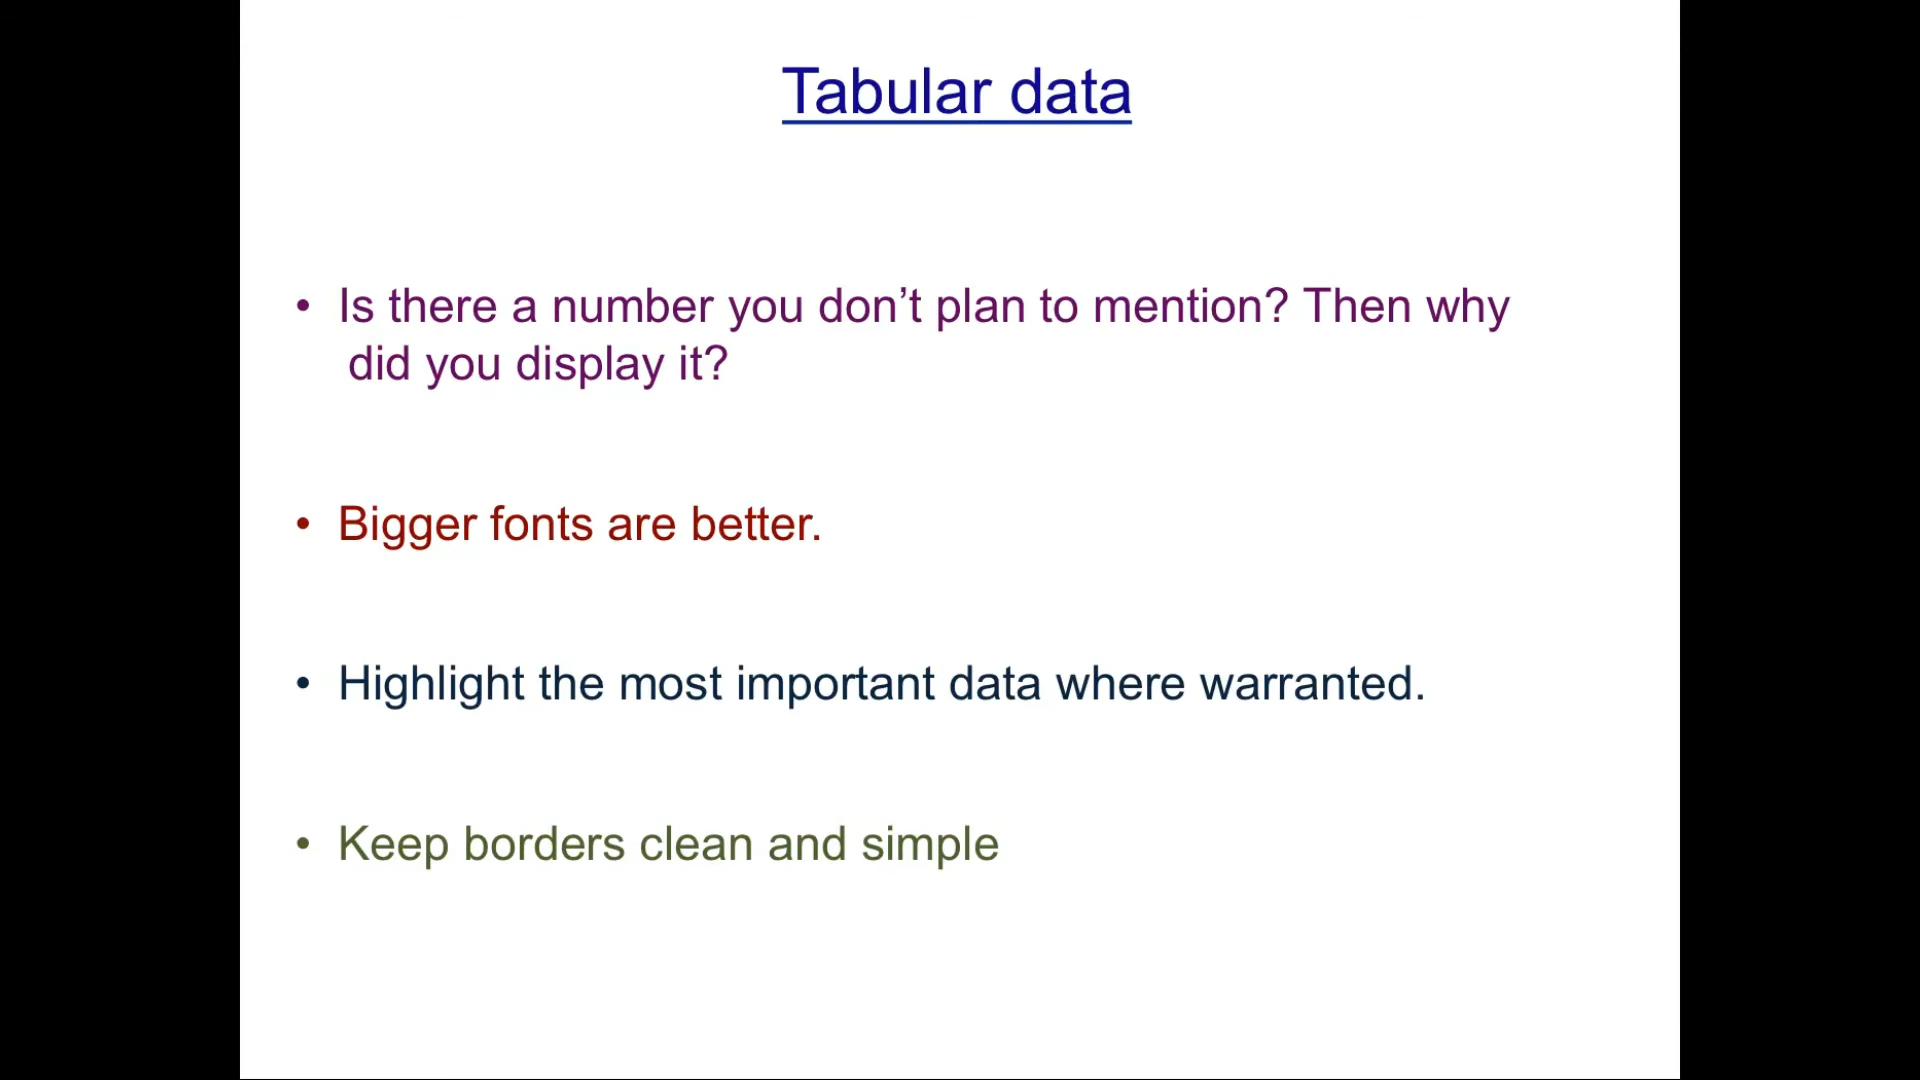 Tabular data
• Is there a number you don’t plan to mention? Then why
did you display it?
• Bigger fonts are better.
• Highlight the most important data where warranted.
• Keep borders clean and simple